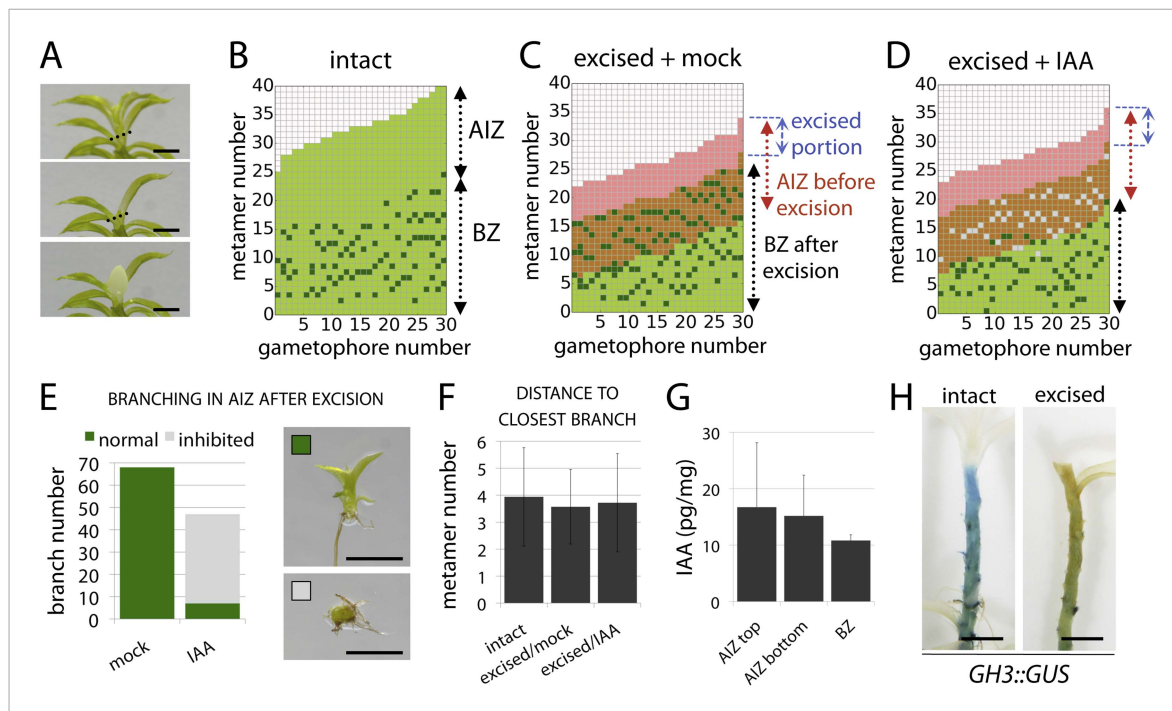 A
B
intact
metamer number
40
35
30
25
20
15
10
5
0
5 10 15 20 25 30
gametophore number
AIZ
BZ
C
excised + mock
metamer number
40
35
30
25
20
15
10
5
0
5 10 15 20 25 30
gametophore number
excised
portion
AIZ before
excision
BZ after
excision
D
excised + IAA
metamer number
40
35
30
25
20
15
10
5
0
5 10 15 20 25 30
gametophore number
E
BRANCHING IN AIZ AFTER EXCISION
normal inhibited
branch number
70
60
50
40
30
20
10
0
mock IAA
F
DISTANCE TO
CLOSEST BRANCH
metamer number
6
5
4
3
2
1
0
intact
excised/mock
excised/IAA
G
IAA (pg/mg)
30
20
10
0
AIZ top
AIZ bottom
BZ
H
intact excised
GH3::GUS